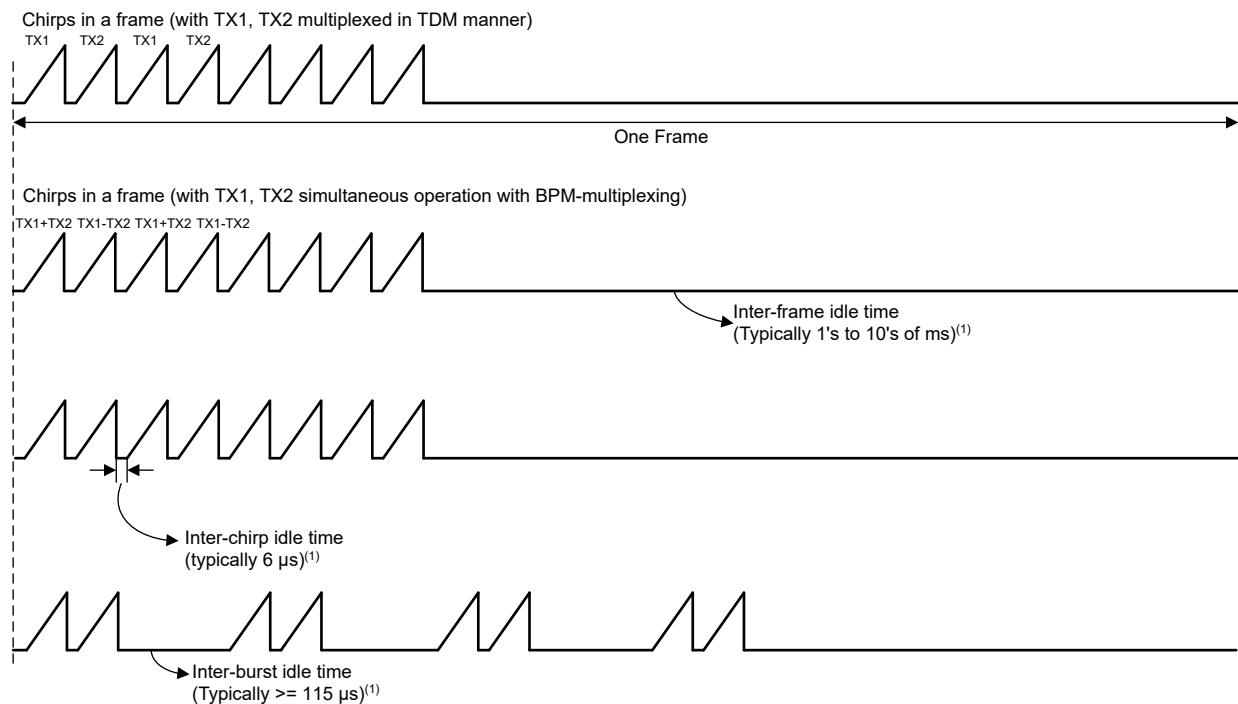 Chirps in a frame (with TX1, TX2 multiplexed in TDM manner)
TX1 TX2 TX1 TX2
One Frame
Chirps in a frame (with TX1, TX2 simultaneous operation with BPM-multiplexing)
TX1+TX2 TX1-TX2 TX1+TX2 TX1-TX2
Inter-frame idle time
(Typically 1's to 10's of ms)(1)
Inter-chirp idle time
(typically 6 µs)(1)
Inter-burst idle time
(Typically >= 115 µs)(1)